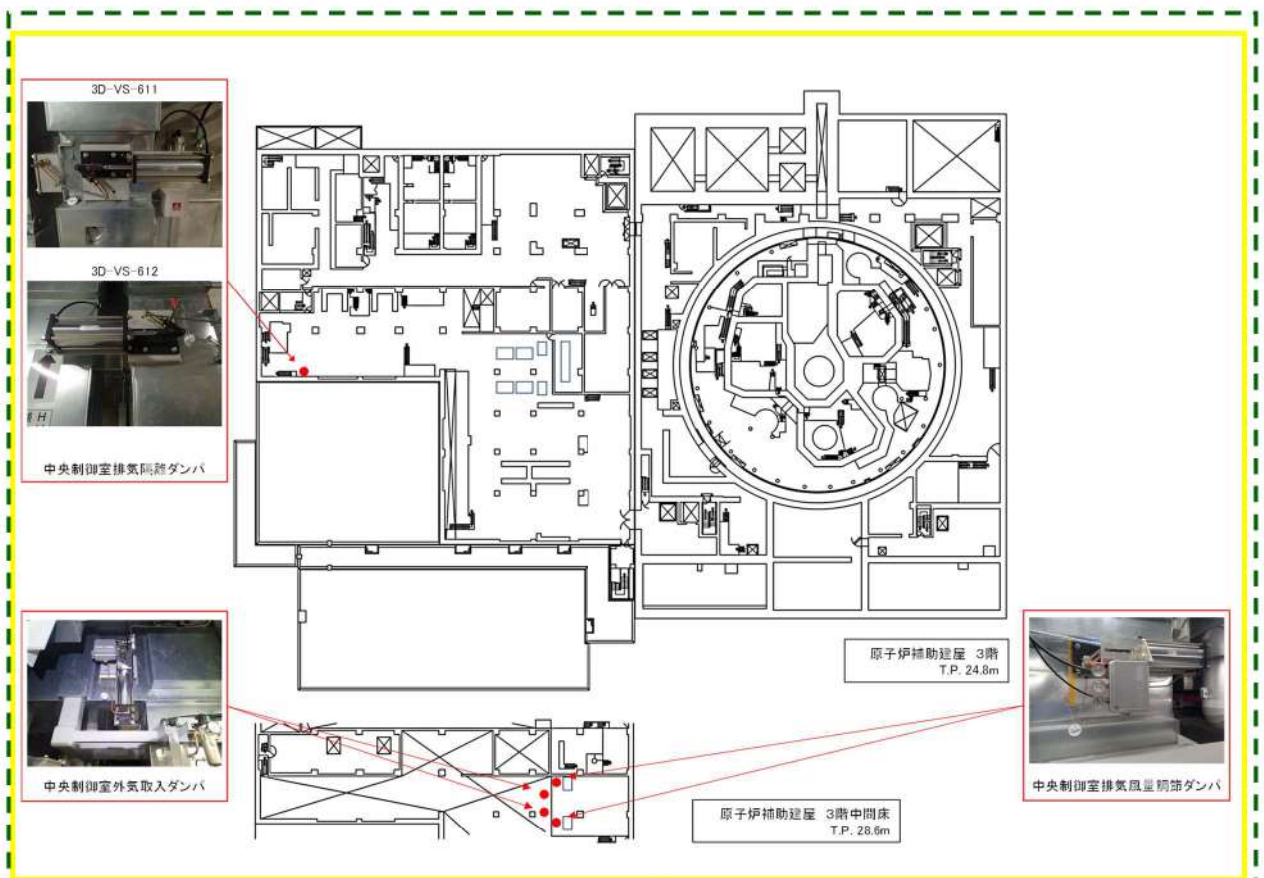 3D-VS-611
3D-VS-612
中央制御室排気隔離ダンパ
原子炉補助建屋 3階
T.P. 24.8m
中央制御室外気取入ダンパ
中央制御室排気風量調節ダンパ
原子炉補助建屋 3階中間床
T.P. 28.6m